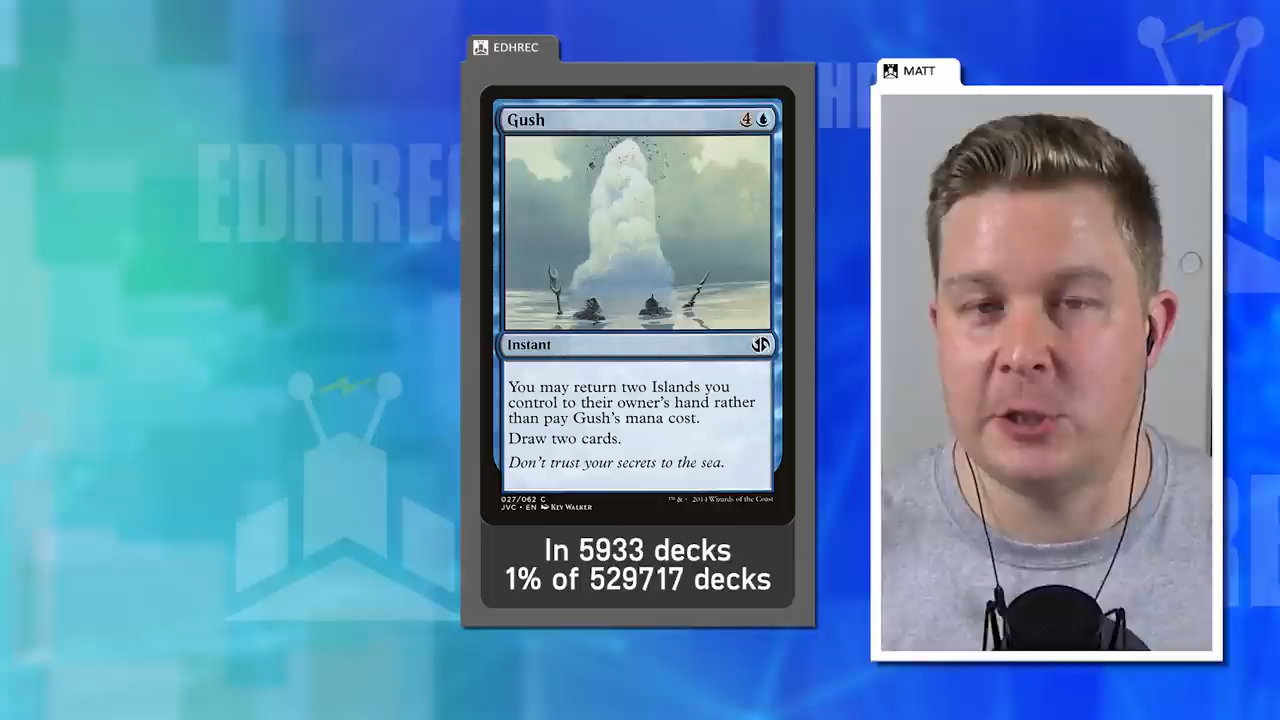 EDHREC
MATT
EDHREC
Gush 4
Instant
You may return two Islands you
control to their owner's hand rather
than pay Gush's mana cost.
Draw two cards.
Don't trust your secrets to the sea.
027/062 C
JVC • EN Key Walker
™ & © 2014 Wizards of the Coast
In 5933 decks
1% of 529717 decks